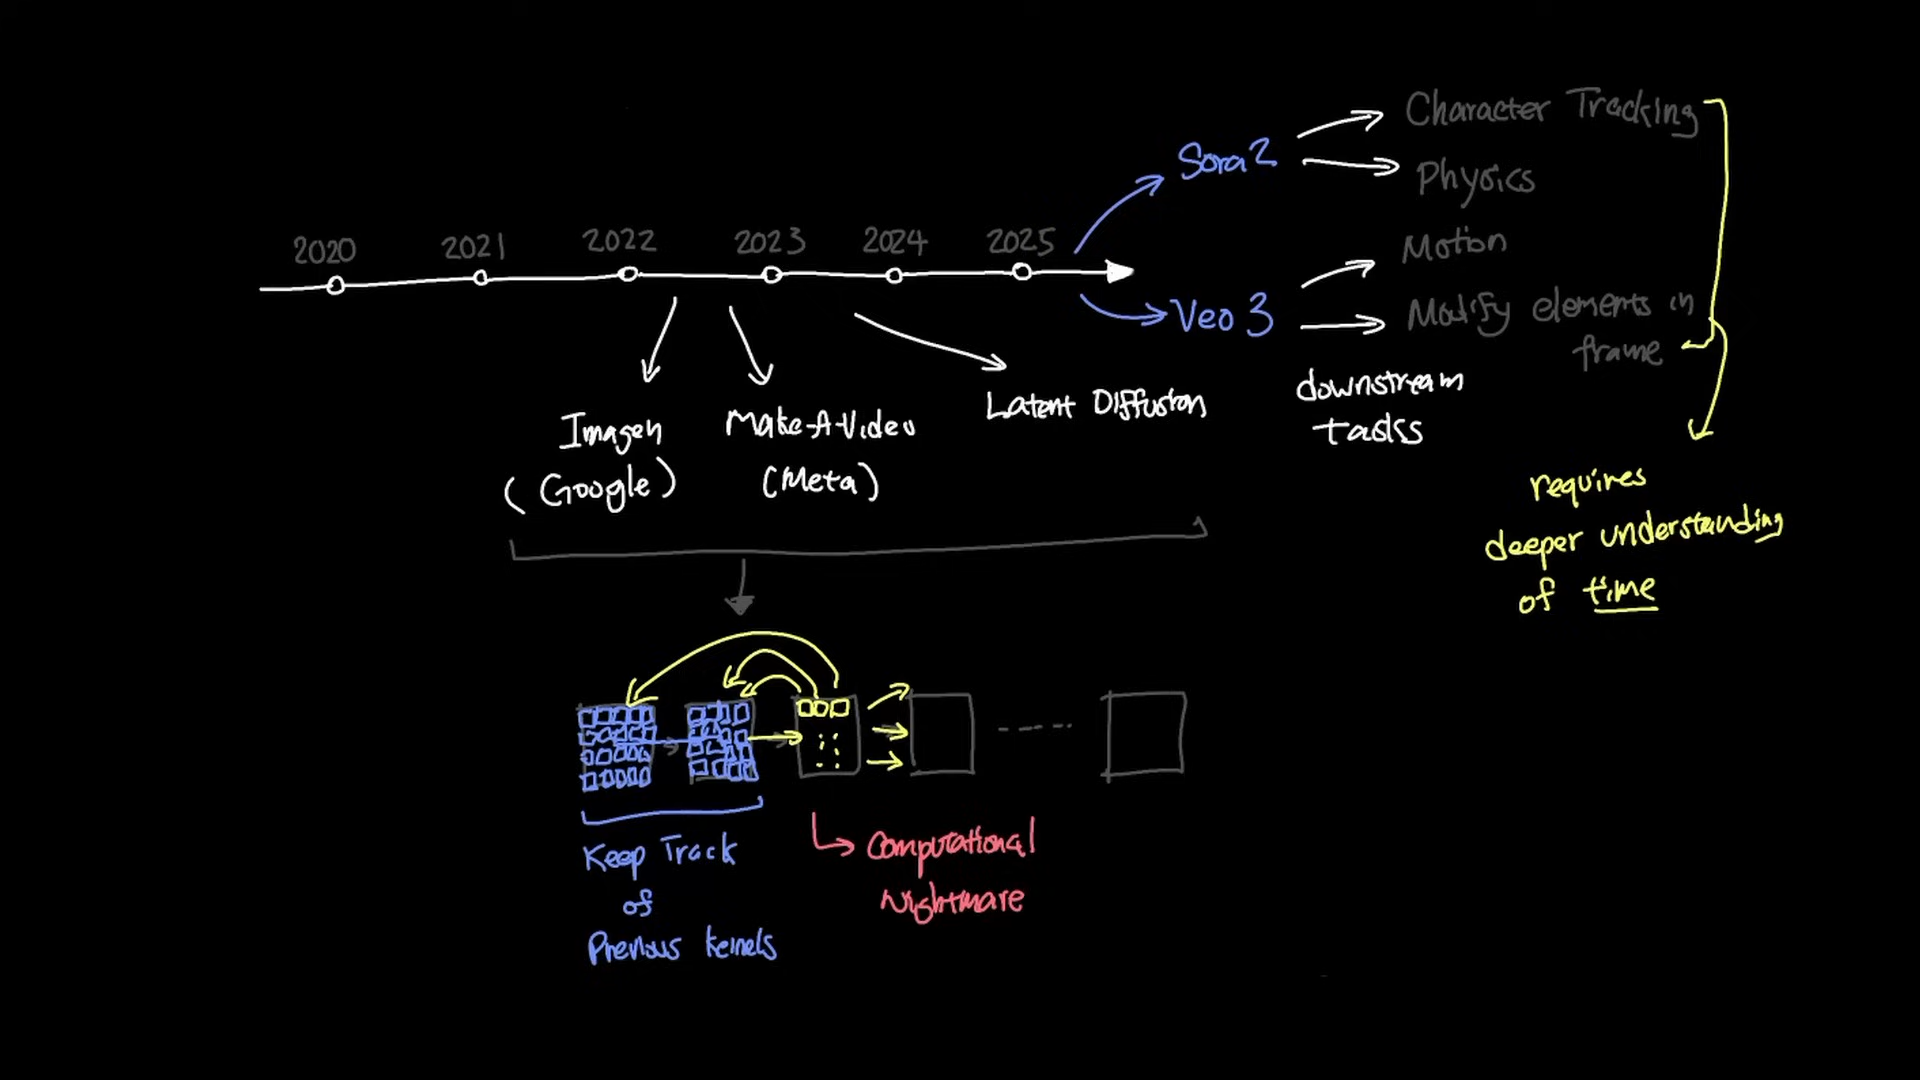 2020
2021
2022
2023
2024
2025
Sora 2
Veo 3
Character Tracking
Physics
Motion
Modify elements in
frame
downstream
tasks
Imagen
(Google)
Make-A-Video
(Meta)
Latent Diffusion
requires
deeper understanding
of time
Keep Track
of
Previous kernels
Computational
Nightmare